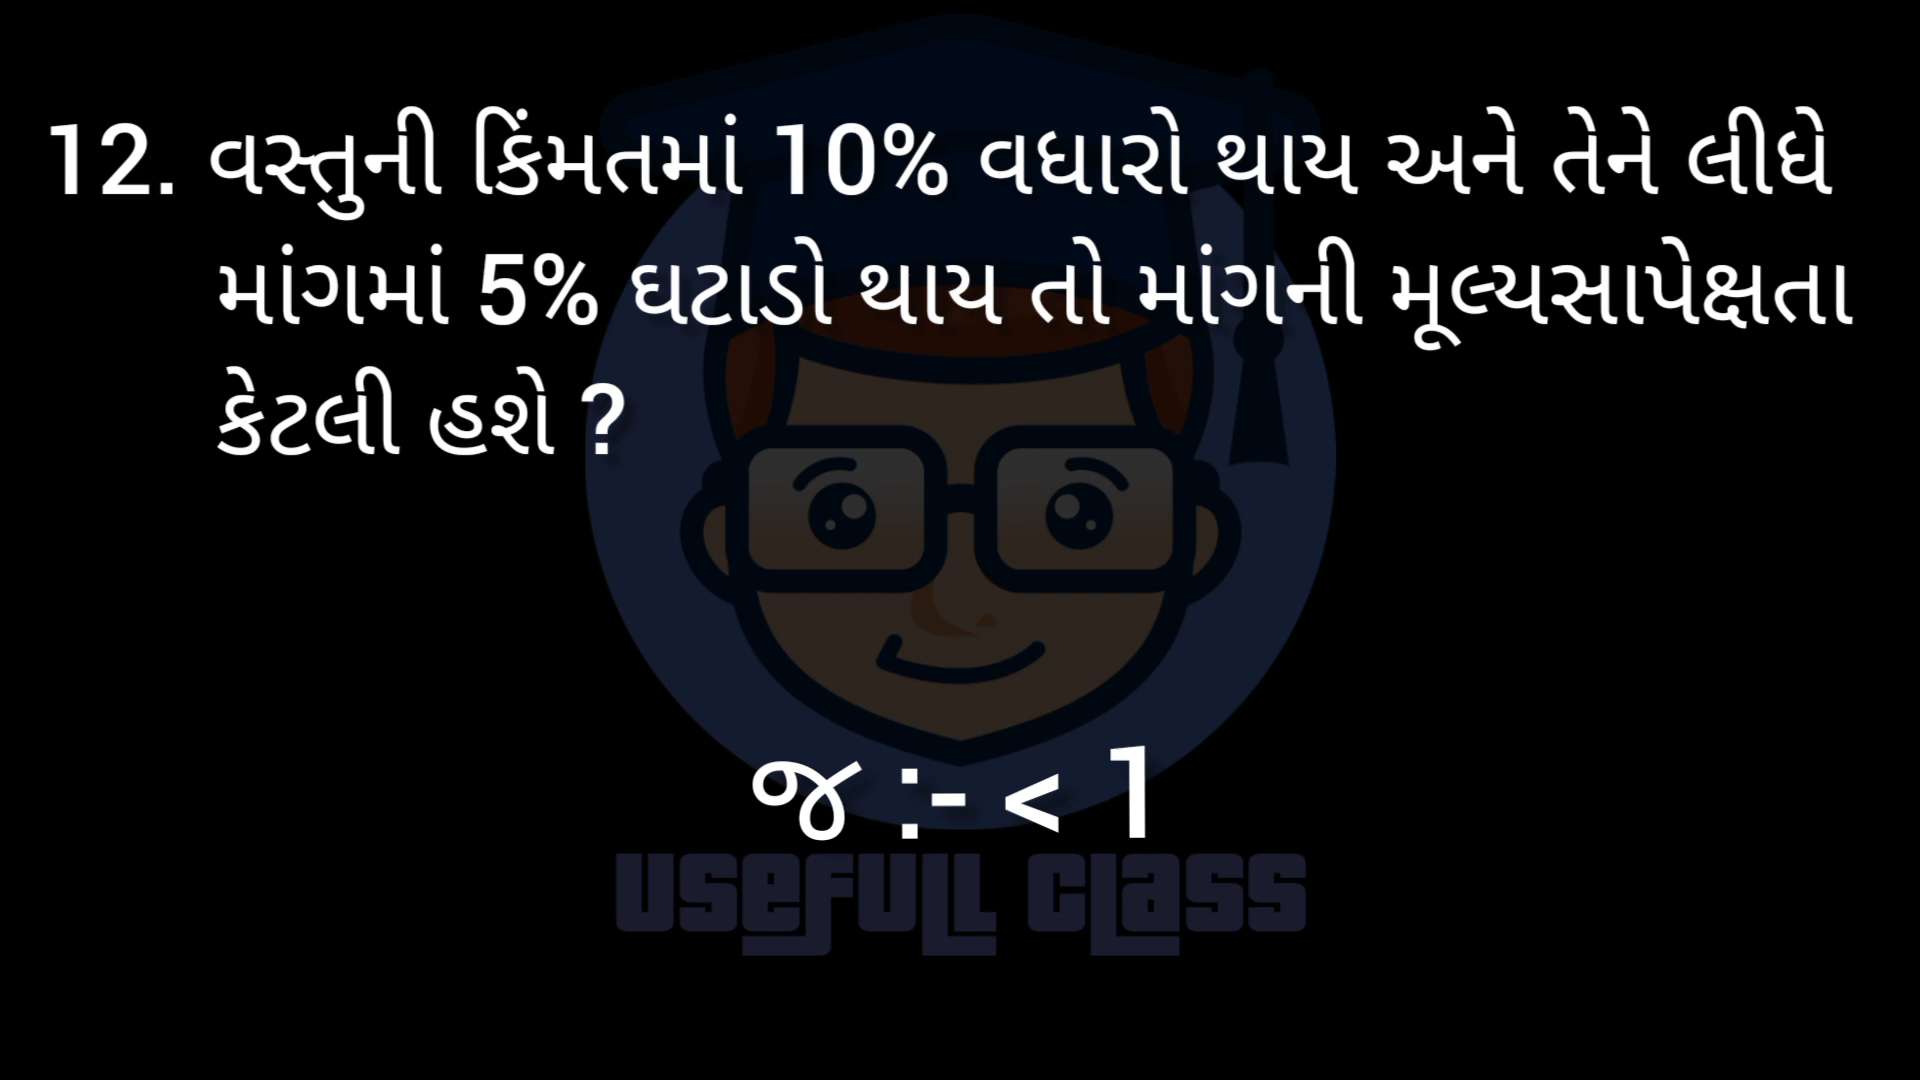 12. વસ્તુની કિંમતમાં 10% વધારો થાય અને તેને લીધે
માંગમાં 5% ઘટાડો થાય તો માંગની મૂલ્યસાપેક્ષતા
કેટલી હશે ?
જ :- < 1
USEFULL CLASS